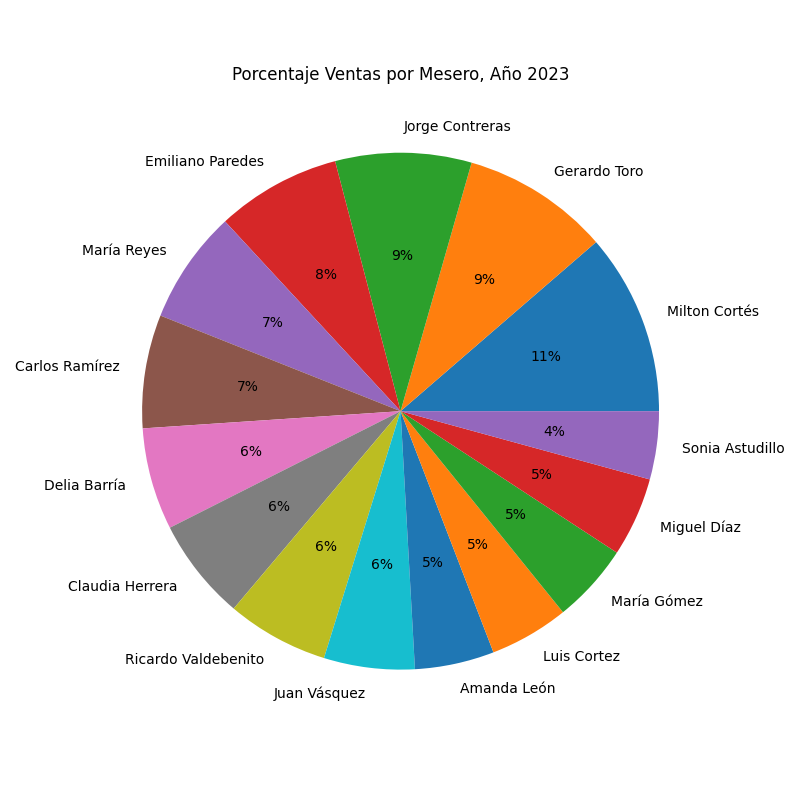 Porcentaje Ventas por Mesero, Año 2023
Jorge Contreras
Emiliano Paredes
Gerardo Toro
María Reyes
9%
8%
9%
Milton Cortés
7%
11%
Carlos Ramírez
7%
4%
Sonia Astudillo
6%
5%
Delia Barría
6%
5%
Miguel Díaz
6%
5%
6%
5%
Claudia Herrera
María Gómez
Ricardo Valdebenito
Luis Cortez
Juan Vásquez
Amanda León